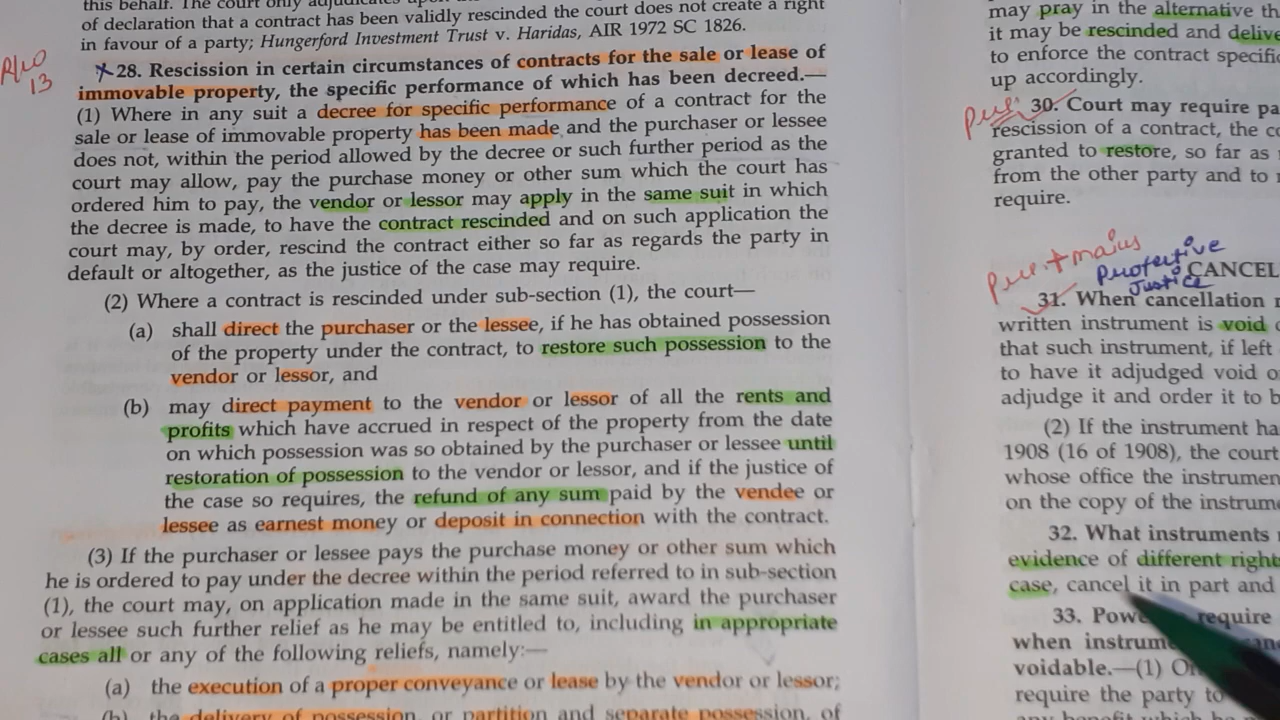 this behalf. The court only adjudicates
of declaration that a contract has been validly rescinded the court does not create a right
in favour of a party; Hungerford Investment Trust v. Haridas, AIR 1972 SC 1826.
13
28. Rescission in certain circumstances of contracts for the sale or lease of
immovable property, the specific performance of which has been decreed.—
(1) Where in any suit a decree for specific performance of a contract for the
sale or lease of immovable property has been made and the purchaser or lessee
does not, within the period allowed by the decree or such further period as the
court may allow, pay the purchase money or other sum which the court has
ordered him to pay, the vendor or lessor may apply in the same suit in which
the decree is made, to have the contract rescinded and on such application the
court may, by order, rescind the contract either so far as regards the party in
default or altogether, as the justice of the case may require.
(2) Where a contract is rescinded under sub-section (1), the court—
(a) shall direct the purchaser or the lessee, if he has obtained possession
of the property under the contract, to restore such possession to the
vendor or lessor, and
(b) may direct payment to the vendor or lessor of all the rents and
profits which have accrued in respect of the property from the date
on which possession was so obtained by the purchaser or lessee until
restoration of possession to the vendor or lessor, and if the justice of
the case so requires, the refund of any sum paid by the vendee or
lessee as earnest money or deposit in connection with the contract.
(3) If the purchaser or lessee pays the purchase money or other sum which
he is ordered to pay under the decree within the period referred to in sub-section
(1), the court may, on application made in the same suit, award the purchaser
or lessee such further relief as he may be entitled to, including in appropriate
cases all or any of the following reliefs, namely:—
(a) the execution of a proper conveyance or lease by the vendor or lessor;
(b) the delivery of possession, or partition and separate possession, of
may pray in the alternative
it may be rescinded and
to enforce the contract
up accordingly.
30. Court may require
rescission of a contract, the
granted to restore, so far as
from the other party and to
require.
Pre + mains
Protective
Justice
31. When cancellation
written instrument is void
that such instrument, if left
to have it adjudged void
adjudge it and order it to
(2) If the instrument
1908 (16 of 1908), the court
whose office the
on the copy of the
32. What instruments
evidence of different
case, cancel it in part and
33. require
when
voidable.—(1)
require the party to